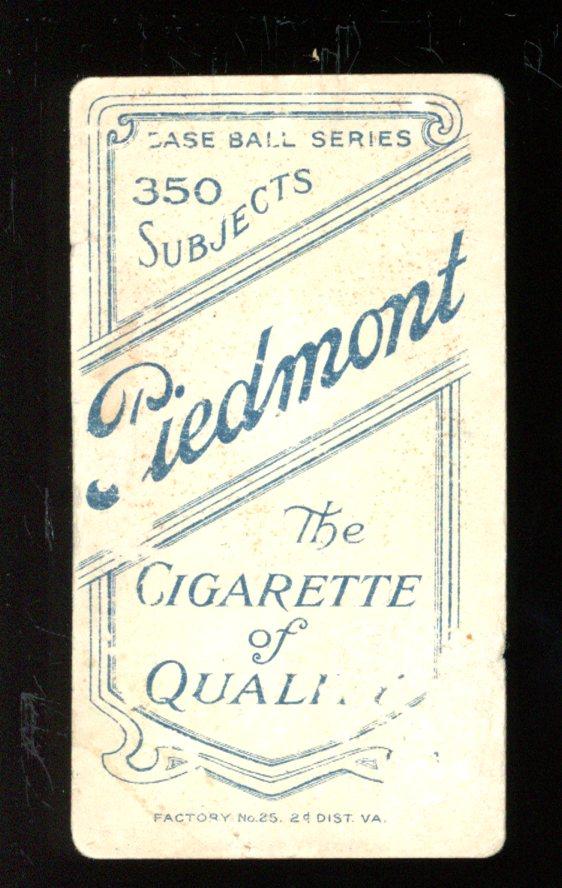 BASE BALL SERIES
350
SUBJECTS
Piedmont
The
CIGARETTE
of
QUALI
FACTORY No.25. 2d DIST. VA.